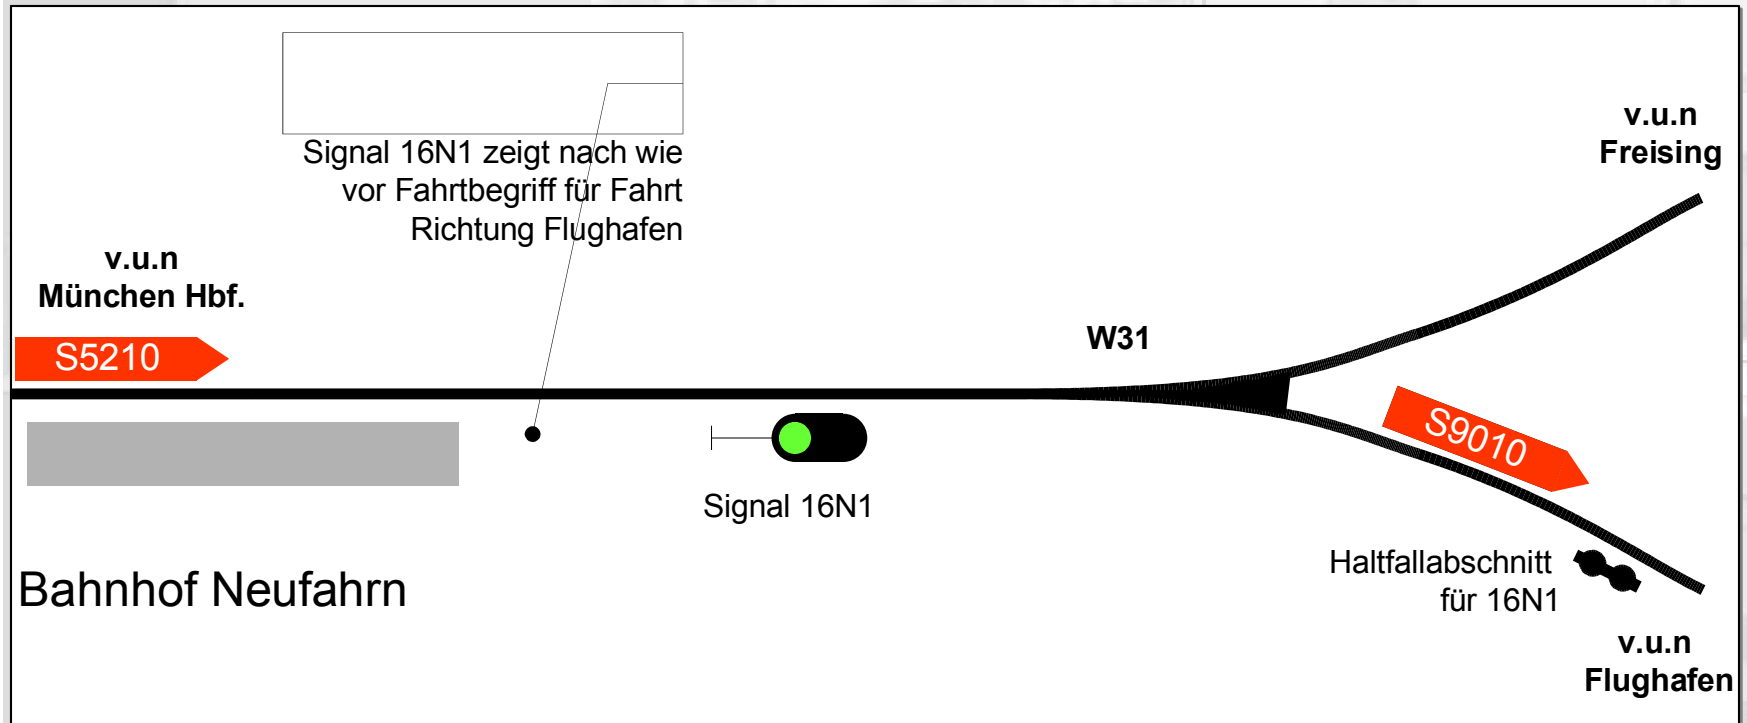 Signal 16N1 zeigt nach wie
vor Fahrtbegriff für Fahrt
Richtung Flughafen
v.u.n
Freising
v.u.n
München Hbf.
S5210
W31
S9010
Signal 16N1
Haltfallabschnitt
für 16N1
Bahnhof Neufahrn
v.u.n
Flughafen